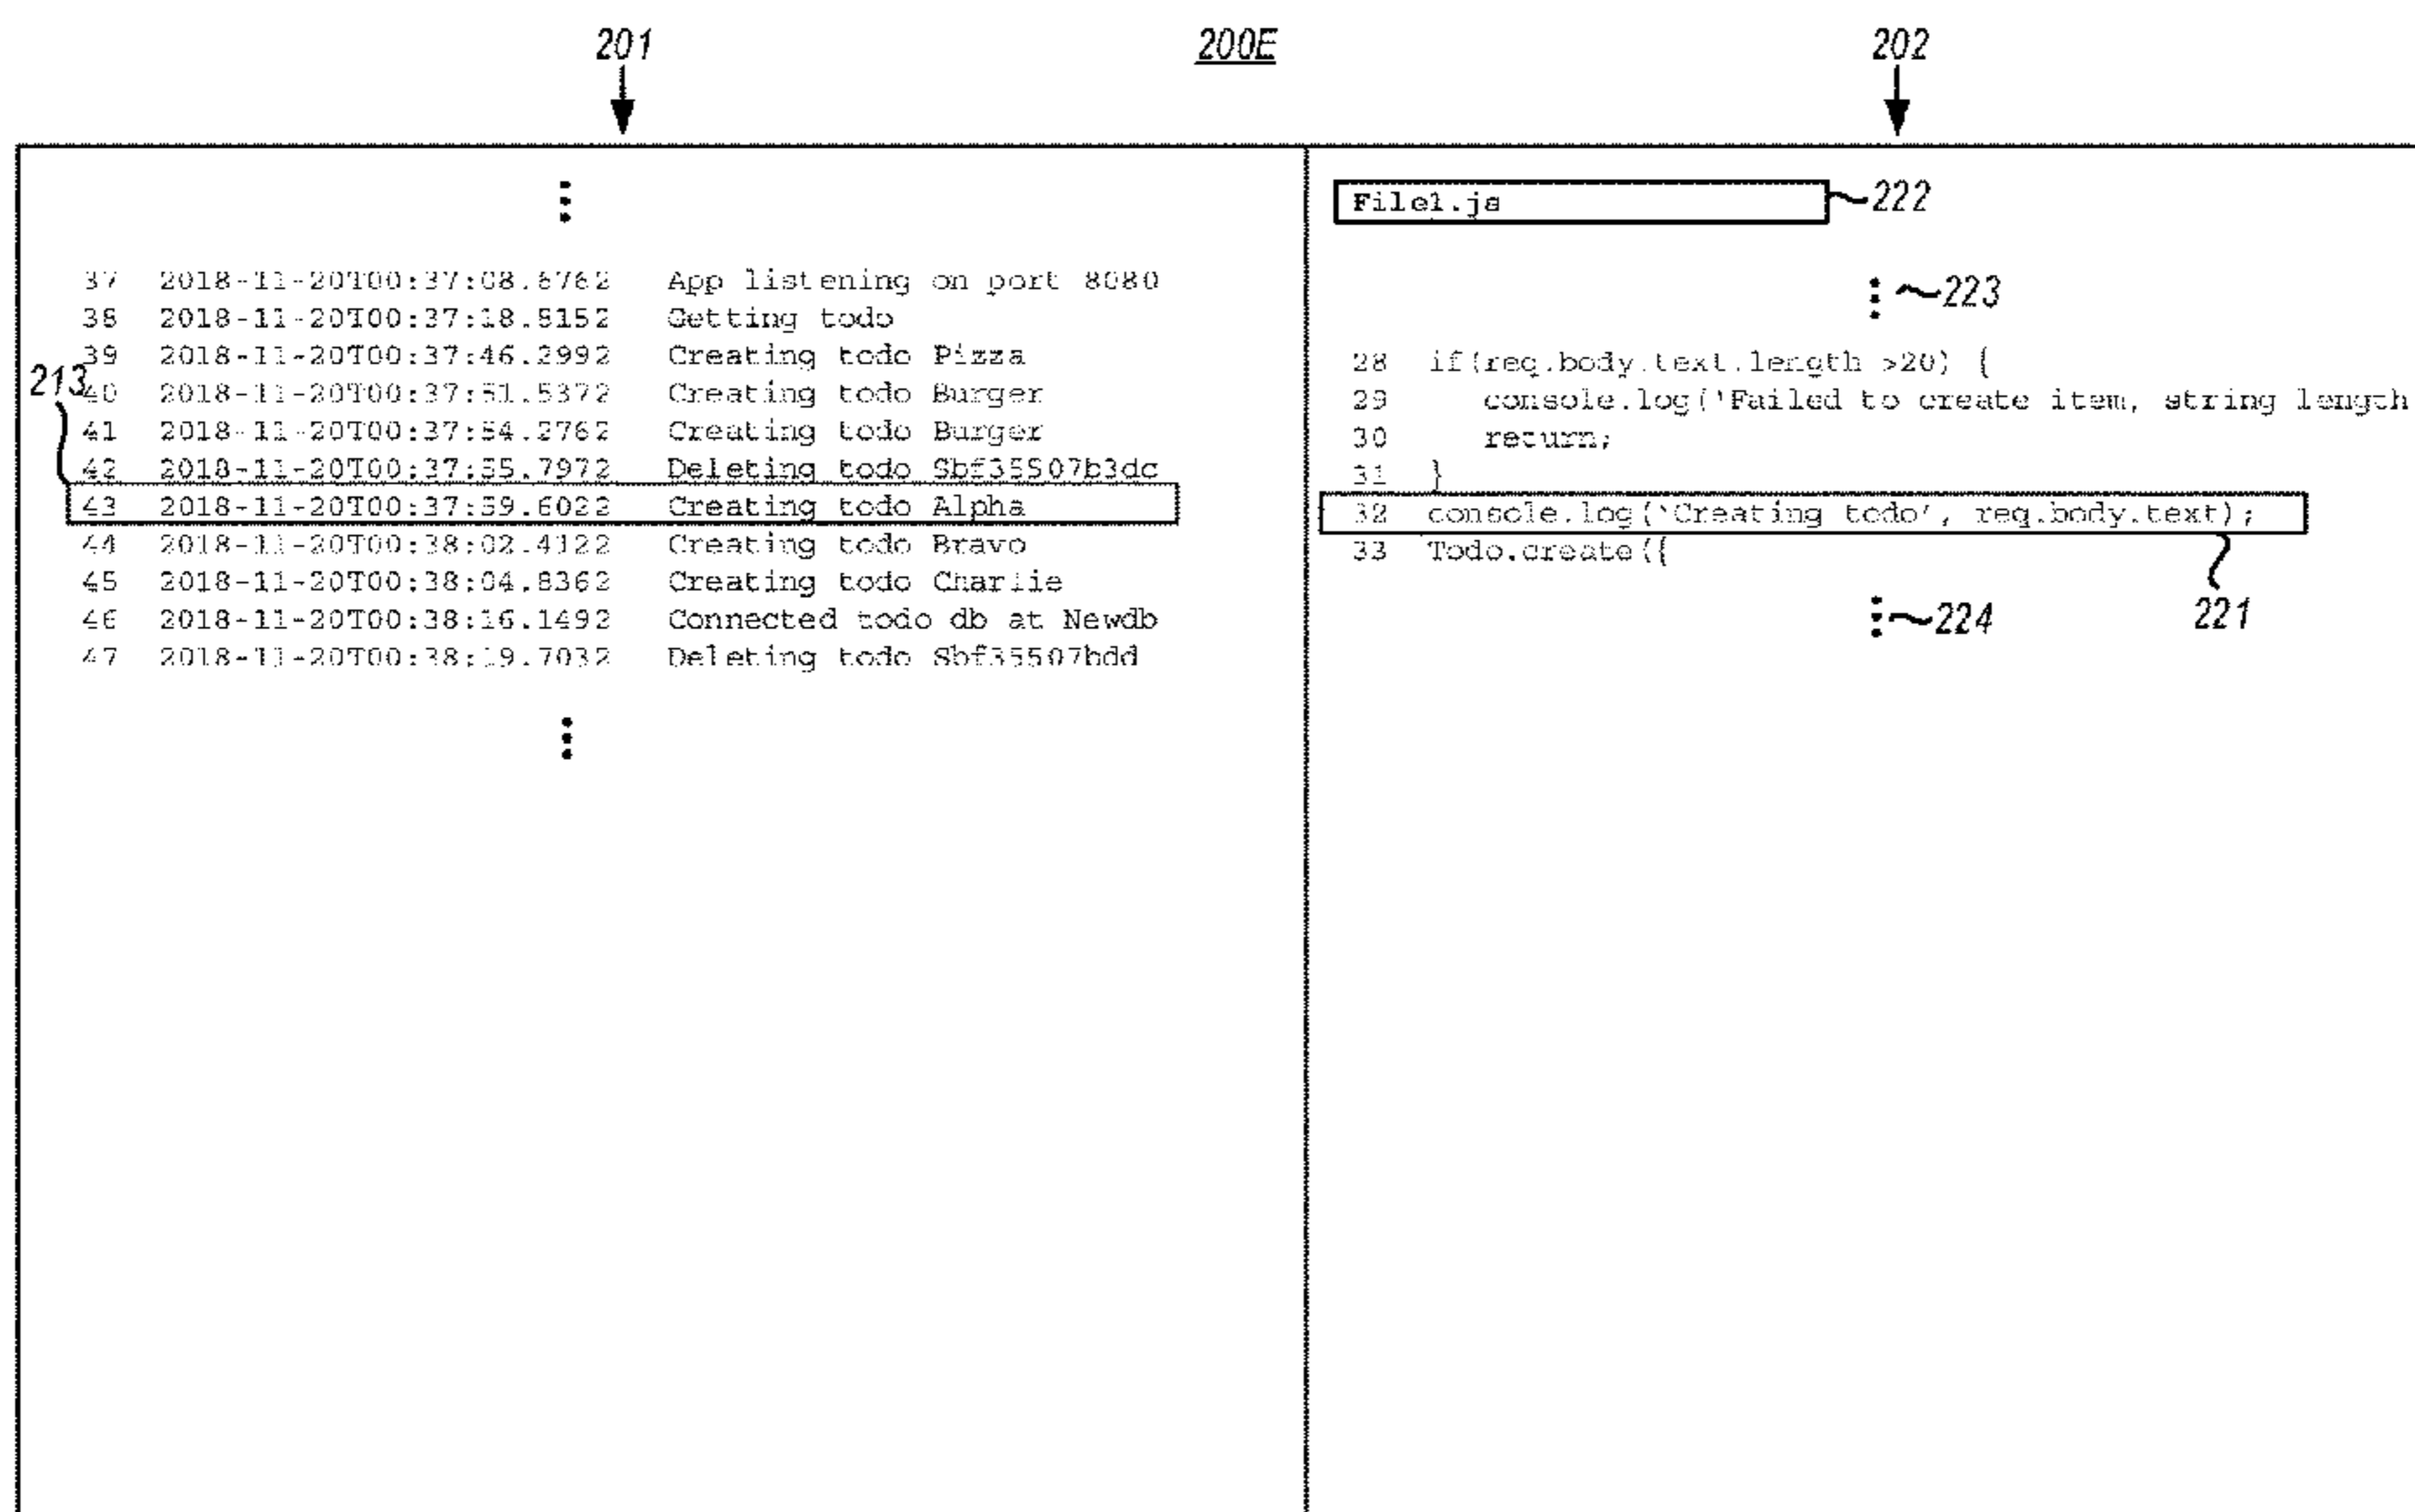 201
200E
202
File1.js
222
223
37 2018-11-20T00:37:08.676Z App listening on port 8080
38 2018-11-20T00:37:18.815Z Getting todo
39 2018-11-20T00:37:46.299Z Creating todo Pizza
213
40 2018-11-20T00:37:51.537Z Creating todo Burger
41 2018-11-20T00:37:54.276Z Creating todo Burger
42 2018-11-20T00:37:55.797Z Deleting todo 5bf35507b3dc
43 2018-11-20T00:37:59.602Z Creating todo Alpha
44 2018-11-20T00:38:02.412Z Creating todo Bravo
45 2018-11-20T00:38:04.836Z Creating todo Charlie
46 2018-11-20T00:38:16.149Z Connected todo db at Newdb
47 2018-11-20T00:38:19.703Z Deleting todo 5bf35507bdd
28 if(req.body.text.length >20) {
29 console.log('Failed to create item, string length
30 return;
31 }
32 console.log('Creating todo', req.body.text);
33 Todo.create({
224
221